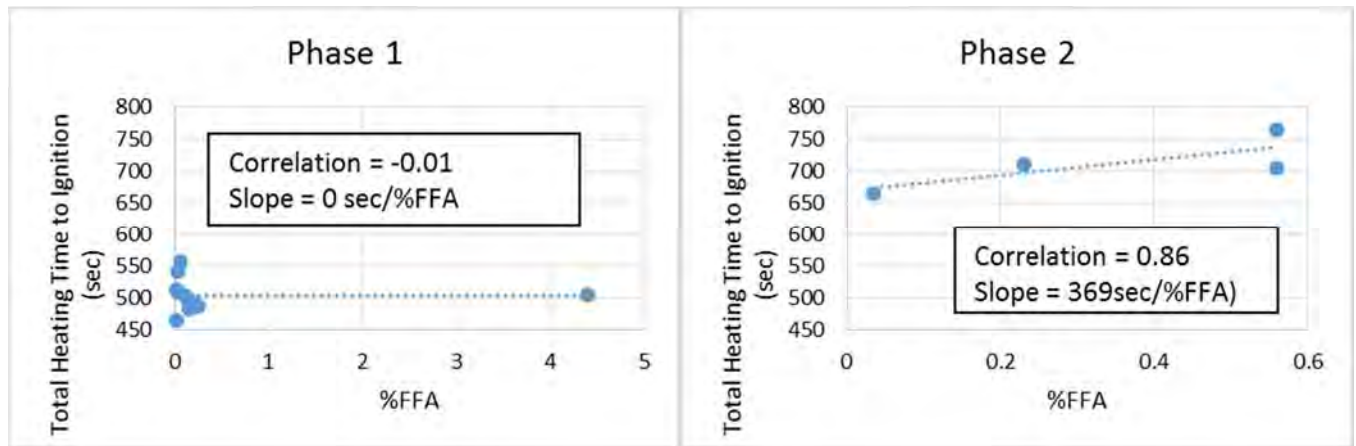 Phase 1
Total Heating Time to Ignition
(sec)
800
750
700
650
600
550
500
450
Correlation = -0.01
Slope = 0 sec/%FFA
0 1 2 3 4 5
%FFA
Phase 2
Total Heating Time to Ignition
(sec)
800
750
700
650
600
550
500
450
Correlation = 0.86
Slope = 369sec/%FFA)
0 0.2 0.4 0.6
%FFA